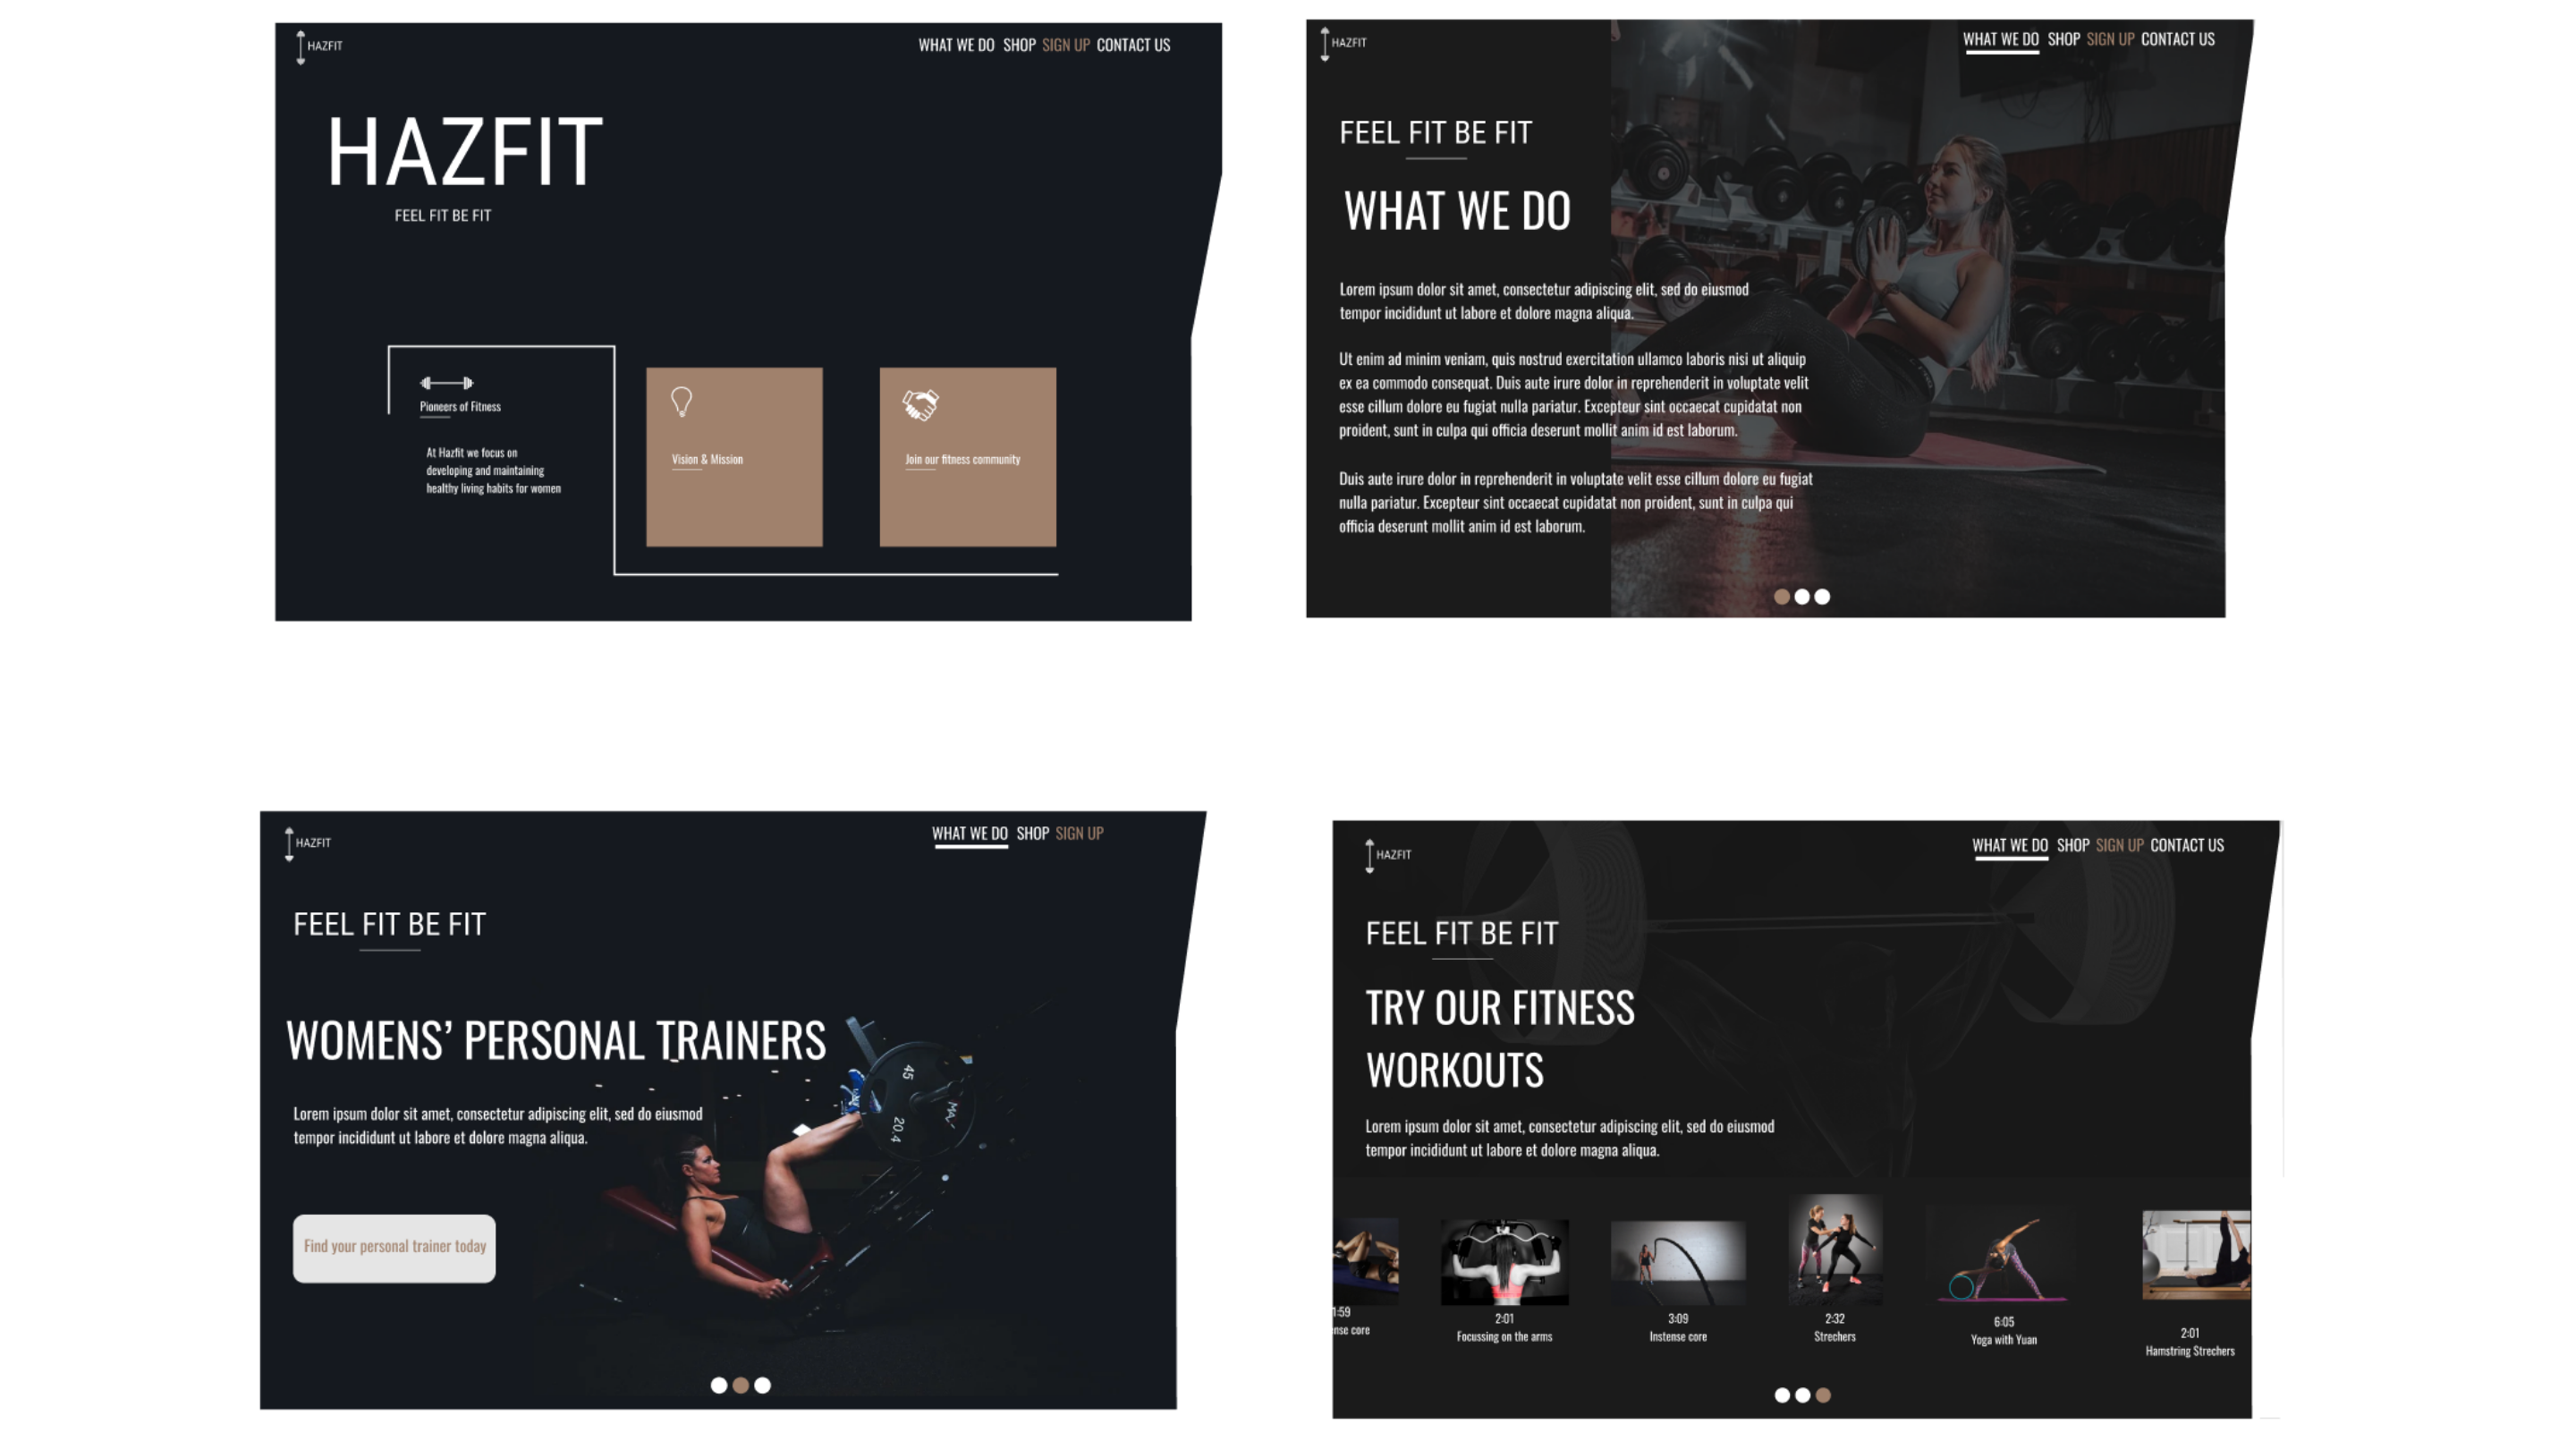 HAZFIT
WHAT WE DO SHOP SIGN UP CONTACT US
HAZFIT
FEEL FIT BE FIT
Pioneers of Fitness
At Hazfit we focus on
developing and maintaining
healthy living habits for women
Vision & Mission
Join our fitness community
HAZFIT
WHAT WE DO SHOP SIGN UP CONTACT US
FEEL FIT BE FIT
WHAT WE DO
Lorem ipsum dolor sit amet, consectetur adipiscing elit, sed do eiusmod
tempor incididunt ut labore et dolore magna aliqua.
Ut enim ad minim veniam, quis nostrud exercitation ullamco laboris nisi ut aliquip
ex ea commodo consequat. Duis aute irure dolor in reprehenderit in voluptate velit
esse cillum dolore eu fugiat nulla pariatur. Excepteur sint occaecat cupidatat non
proident, sunt in culpa qui officia deserunt mollit anim id est laborum.
Duis aute irure dolor in reprehenderit in voluptate velit esse cillum dolore eu fugiat
nulla pariatur. Excepteur sint occaecat cupidatat non proident, sunt in culpa qui
officia deserunt mollit anim id est laborum.
HAZFIT
WHAT WE DO SHOP SIGN UP
FEEL FIT BE FIT
WOMENS’ PERSONAL TRAINERS
Lorem ipsum dolor sit amet, consectetur adipiscing elit, sed do eiusmod
tempor incididunt ut labore et dolore magna aliqua.
Find your personal trainer today
45
20.4
HAZFIT
WHAT WE DO SHOP SIGN UP CONTACT US
FEEL FIT BE FIT
TRY OUR FITNESS
WORKOUTS
Lorem ipsum dolor sit amet, consectetur adipiscing elit, sed do eiusmod
tempor incididunt ut labore et dolore magna aliqua.
1:59
nse core
2:01
Focussing on the arms
3:09
Instense core
2:32
Strechers
6:05
Yoga with Yuan
2:01
Hamstring Strechers